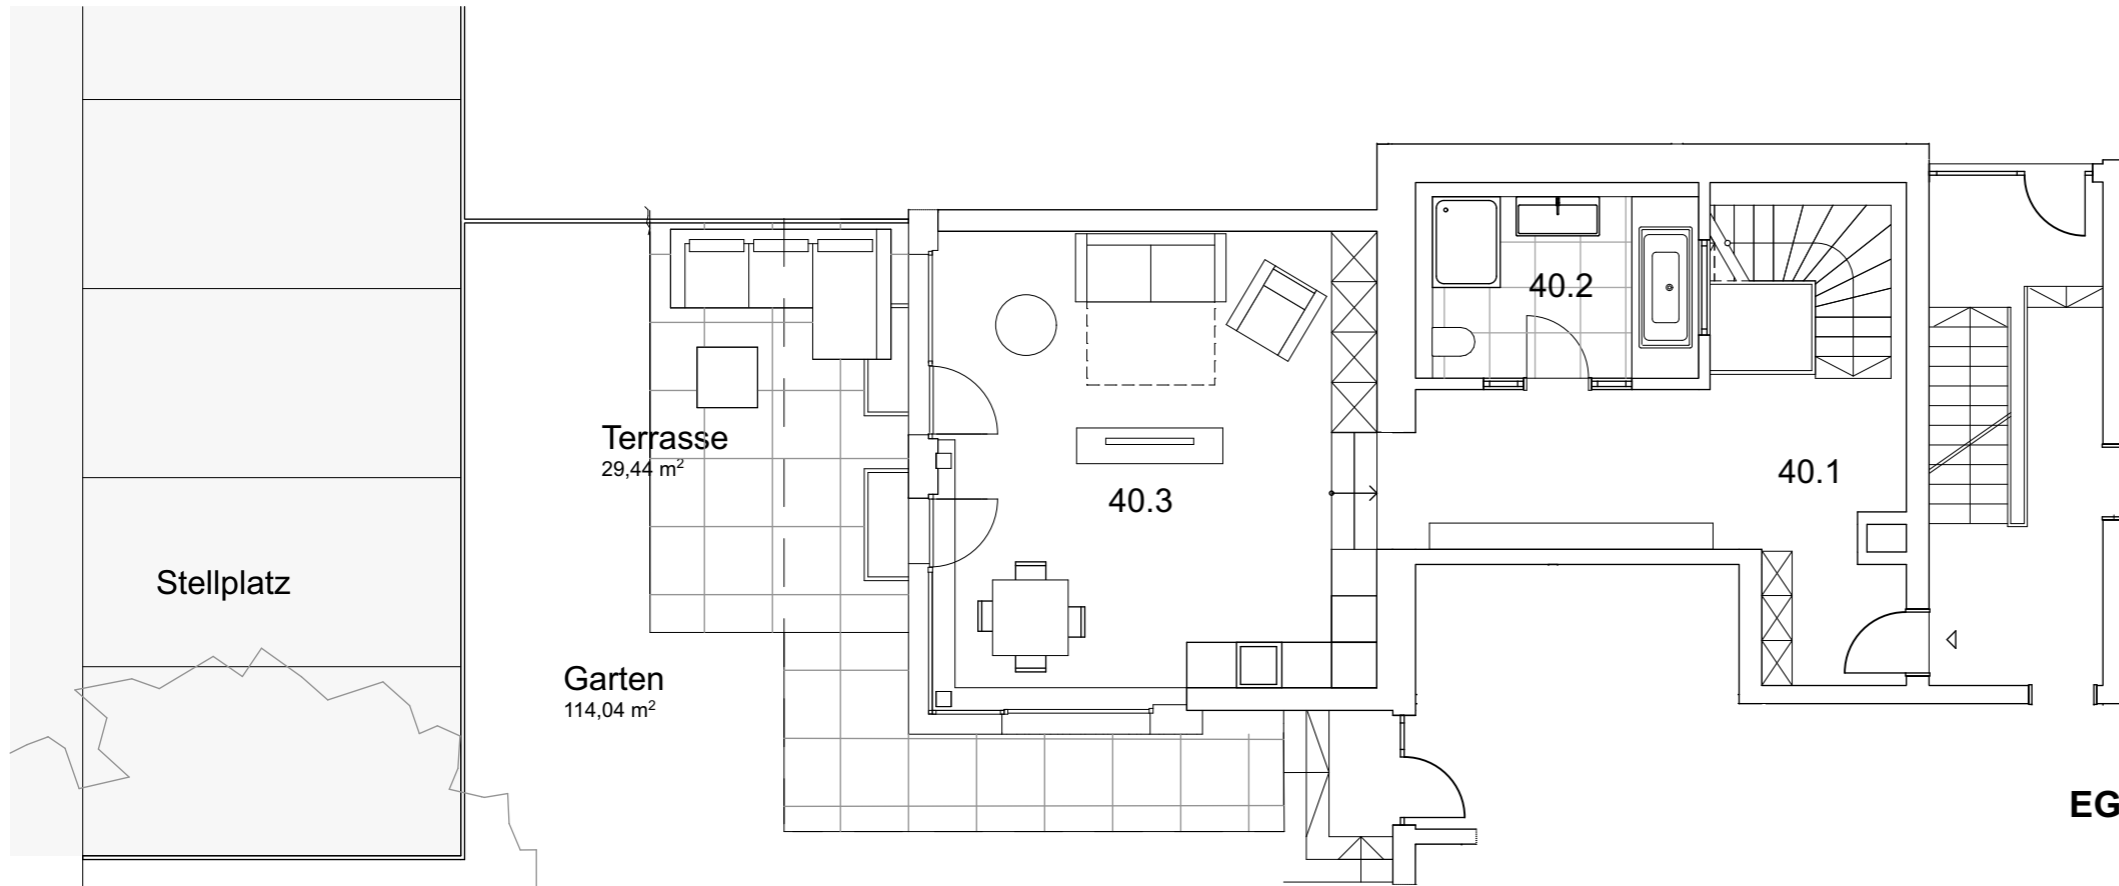 40.2
Terrasse
29,44 m²
40.1
40.3
Stellplatz
Garten
114,04 m²
EG